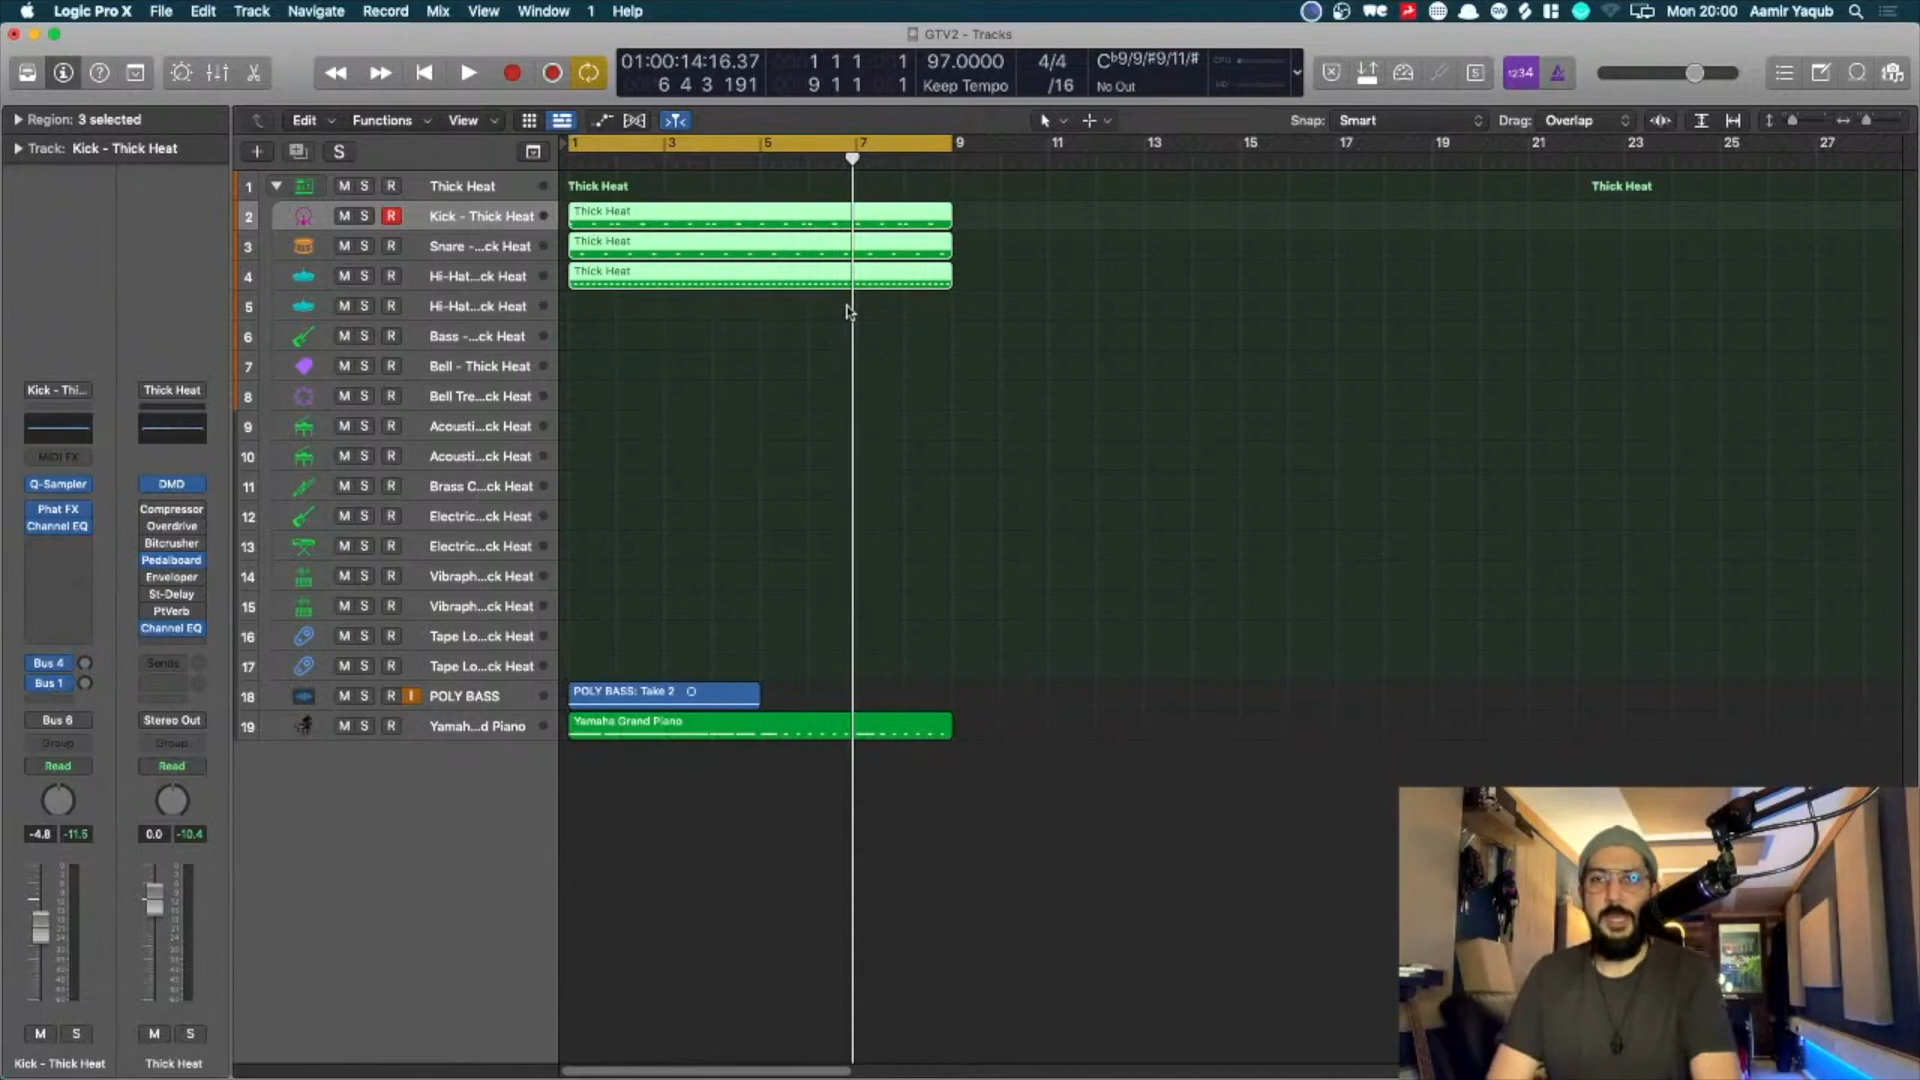 Logic Pro X File Edit Track Navigate Record Mix View Window 1 Help Mon 20:00 Aamir Yaqub
GTV2 - Tracks
01:00:14:16.37 1 1 1 1 97.0000 4/4 C♭9/9/#9/11/#
6 4 3 191 9 1 1 1 Keep Tempo /16 No Out
CPU
HD
1234
S
Region: 3 selected
Edit Functions View Snap: Smart Drag: Overlap
Track: Kick - Thick Heat
S
1 3 5 7 9 11 13 15 17 19 21 23 25 27
1 M S R Thick Heat Thick Heat Thick Heat
2 M S R Kick - Thick Heat Thick Heat
3 M S R Snare -...ck Heat Thick Heat
4 M S R Hi-Hat...ck Heat Thick Heat
5 M S R Hi-Hat...ck Heat
6 M S R Bass -...ck Heat
7 M S R Bell - Thick Heat
8 M S R Bell Tre...ck Heat
9 M S R Acousti...ck Heat
10 M S R Acousti...ck Heat
11 M S R Brass C...ck Heat
12 M S R Electric...ck Heat
13 M S R Electric...ck Heat
14 M S R Vibraph...ck Heat
15 M S R Vibraph...ck Heat
16 M S R Tape Lo...ck Heat
17 M S R Tape Lo...ck Heat
18 M S R I POLY BASS POLY BASS: Take 2
19 M S R Yamah...d Piano Yamaha Grand Piano
Kick - Thi... Thick Heat
MIDI FX
Q-Sampler DMD
Phat FX Compressor
Channel EQ Overdrive
Bitcrusher
Pedalboard
Enveloper
St-Delay
PtVerb
Channel EQ
Bus 4 Sends
Bus 1
Bus 6 Stereo Out
Group Group
Read Read
-4.8 -11.5 0.0 -10.4
M S M S
Kick - Thick Heat Thick Heat